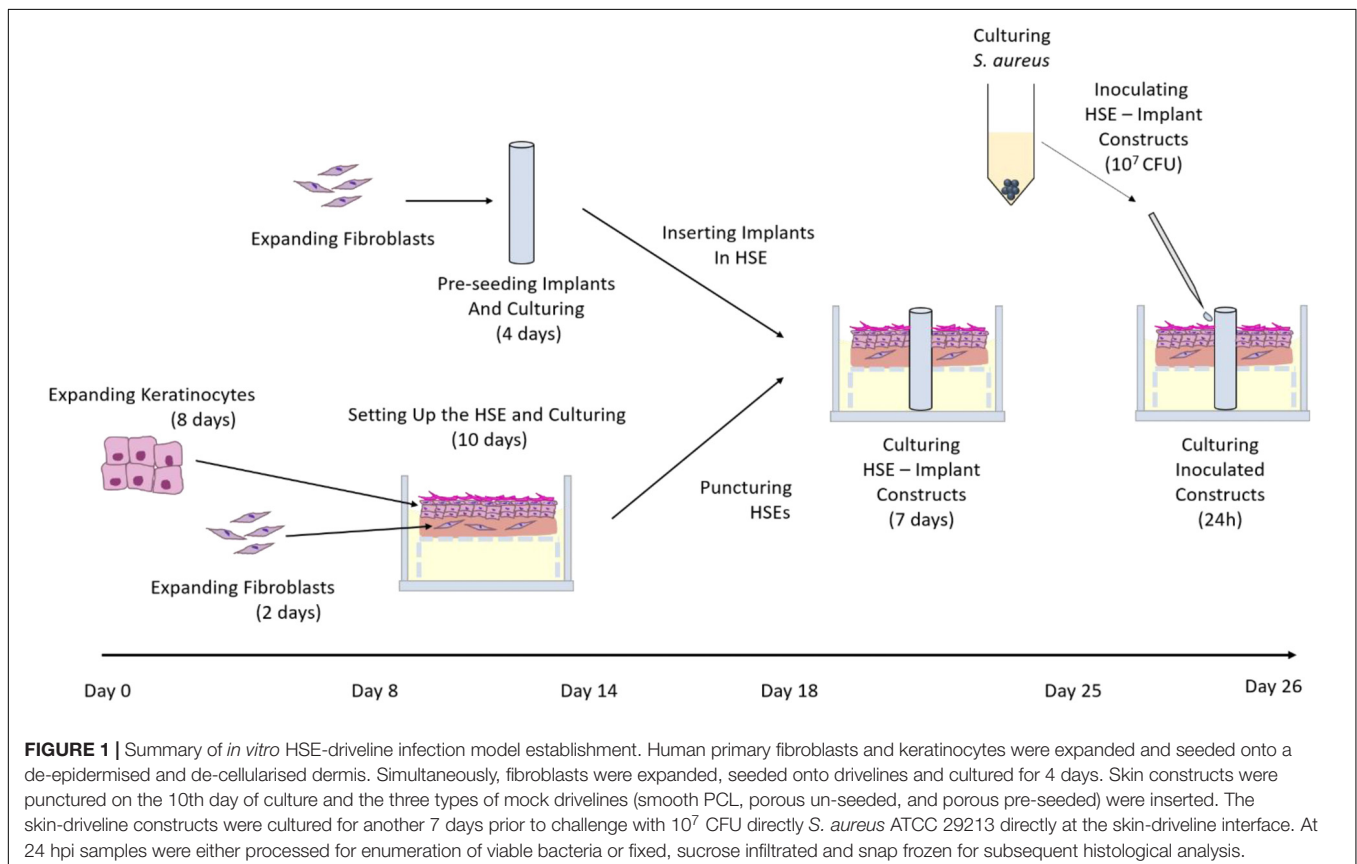 Culturing
S. aureus
Inoculating
HSE – Implant
Constructs
(10⁷ CFU)
Expanding Fibroblasts
Pre-seeding Implants
And Culturing
(4 days)
Inserting Implants
In HSE
Expanding Keratinocytes
(8 days)
Setting Up the HSE and Culturing
(10 days)
Expanding Fibroblasts
(2 days)
Puncturing
HSEs
Culturing
HSE – Implant
Constructs
(7 days)
Culturing
Inoculated
Constructs
(24h)
Day 0
Day 8
Day 14
Day 18
Day 25
Day 26
FIGURE 1 | Summary of in vitro HSE-driveline infection model establishment. Human primary fibroblasts and keratinocytes were expanded and seeded onto a
de-epidermised and de-cellularised dermis. Simultaneously, fibroblasts were expanded, seeded onto drivelines and cultured for 4 days. Skin constructs were
punctured on the 10th day of culture and the three types of mock drivelines (smooth PCL, porous un-seeded, and porous pre-seeded) were inserted. The
skin-driveline constructs were cultured for another 7 days prior to challenge with 10⁷ CFU directly S. aureus ATCC 29213 directly at the skin-driveline interface. At
24 hpi samples were either processed for enumeration of viable bacteria or fixed, sucrose infiltrated and snap frozen for subsequent histological analysis.